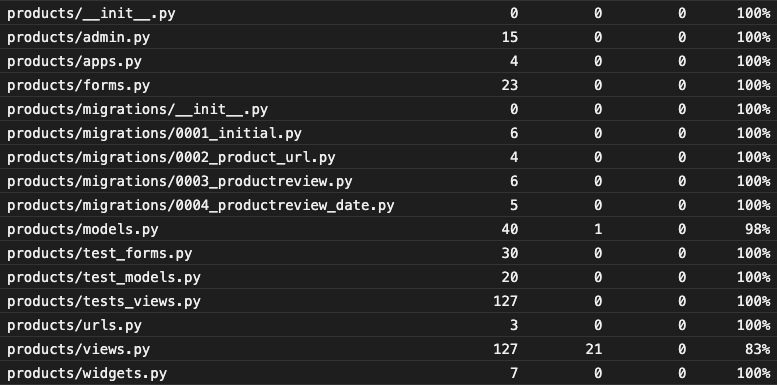 products/__init__.py 0 0 0 100%
products/admin.py 15 0 0 100%
products/apps.py 4 0 0 100%
products/forms.py 23 0 0 100%
products/migrations/__init__.py 0 0 0 100%
products/migrations/0001_initial.py 6 0 0 100%
products/migrations/0002_product_url.py 4 0 0 100%
products/migrations/0003_productreview.py 6 0 0 100%
products/migrations/0004_productreview_date.py 5 0 0 100%
products/models.py 40 1 0 98%
products/test_forms.py 30 0 0 100%
products/test_models.py 20 0 0 100%
products/tests_views.py 127 0 0 100%
products/urls.py 3 0 0 100%
products/views.py 127 21 0 83%
products/widgets.py 7 0 0 100%